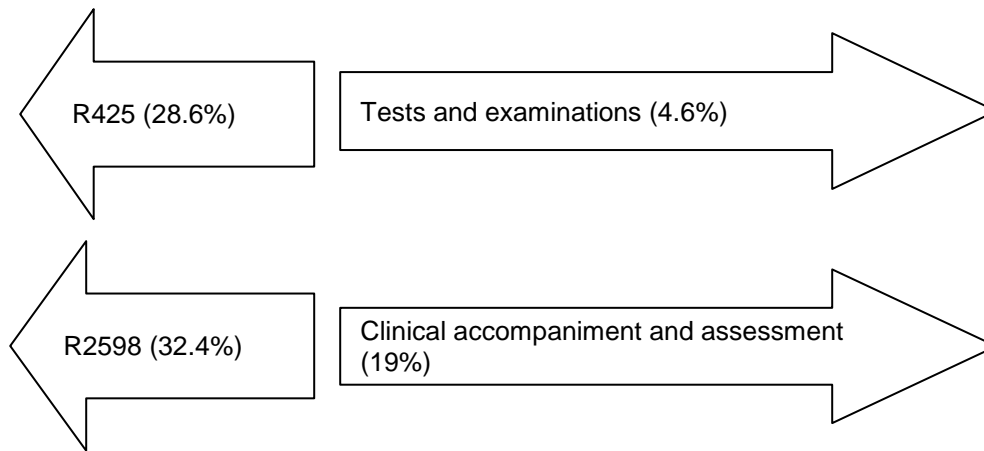 R425 (28.6%)
Tests and examinations (4.6%)
R2598 (32.4%)
Clinical accompaniment and assessment
(19%)